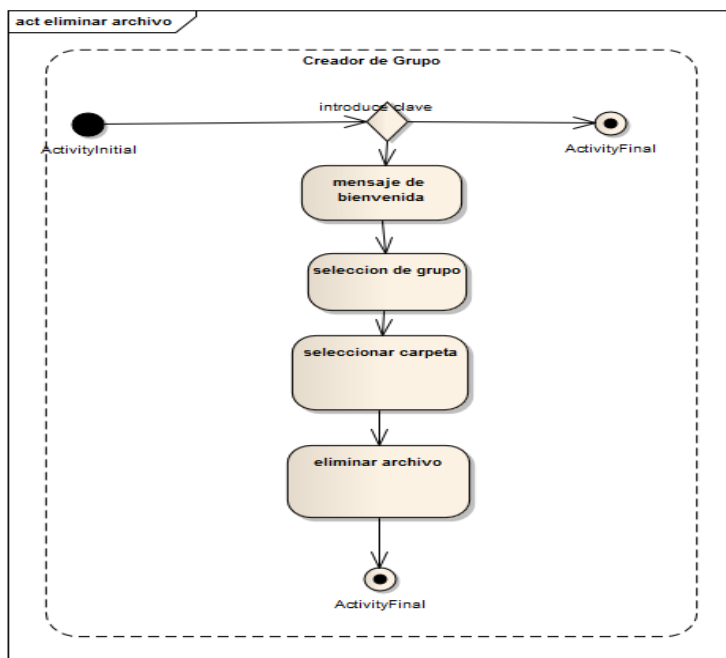 act eliminar archivo
Creador de Grupo
introduce clave
ActivityInitial
ActivityFinal
mensaje de
bienvenida
seleccion de grupo
seleccionar carpeta
eliminar archivo
ActivityFinal